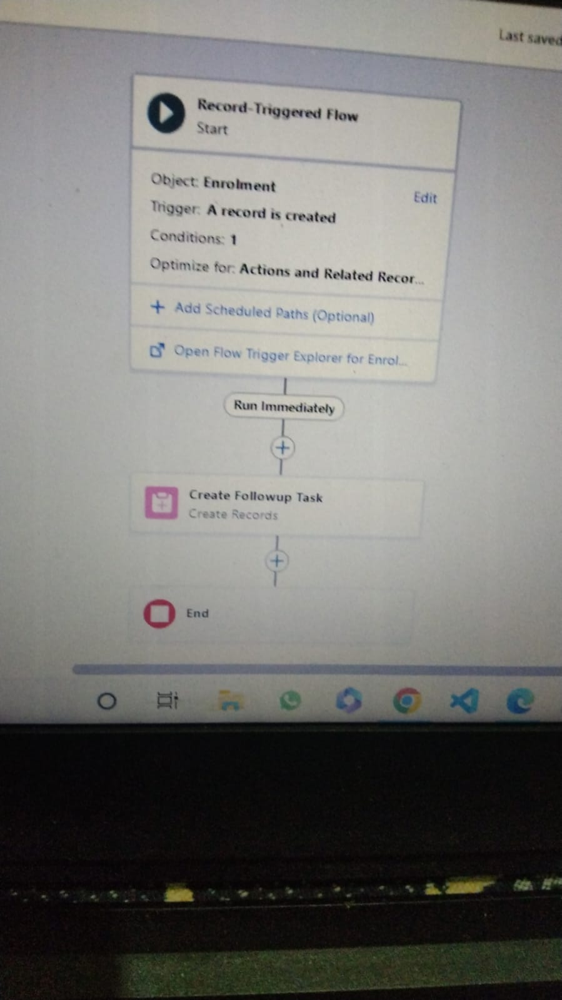 Last saved
Record-Triggered Flow
Start
Object: Enrolment
Edit
Trigger: A record is created
Conditions: 1
Optimize for: Actions and Related Recor...
+ Add Scheduled Paths (Optional)
Open Flow Trigger Explorer for Enrol...
Run Immediately
Create Followup Task
Create Records
End